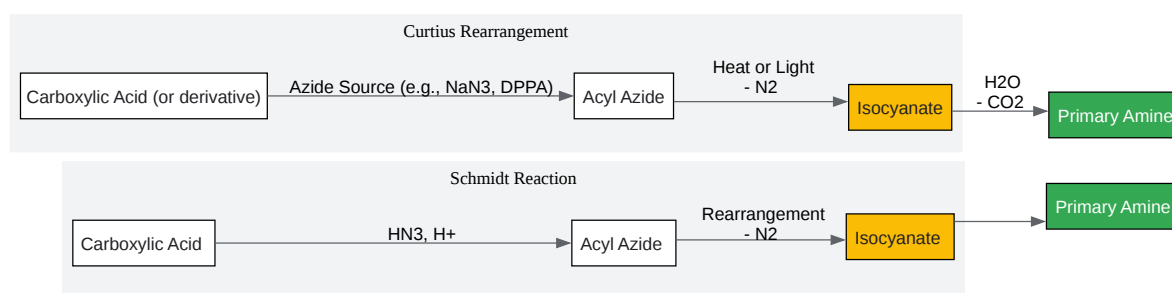 Curtius Rearrangement
Carboxylic Acid (or derivative)
Azide Source (e.g., NaN3, DPPA)
Acyl Azide
Heat or Light
- N2
Isocyanate
H2O
- CO2
Primary Amine
Schmidt Reaction
Carboxylic Acid
HN3, H+
Acyl Azide
Rearrangement
- N2
Isocyanate
Primary Amine